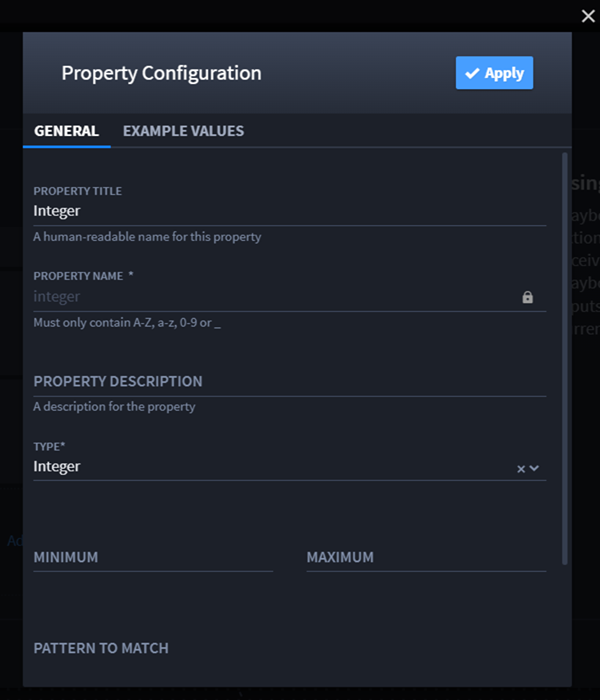 Property Configuration
Apply
GENERAL
EXAMPLE VALUES
PROPERTY TITLE
Integer
A human-readable name for this property
PROPERTY NAME *
integer
Must only contain A-Z, a-z, 0-9 or _
PROPERTY DESCRIPTION
A description for the property
TYPE*
Integer
MINIMUM
MAXIMUM
PATTERN TO MATCH